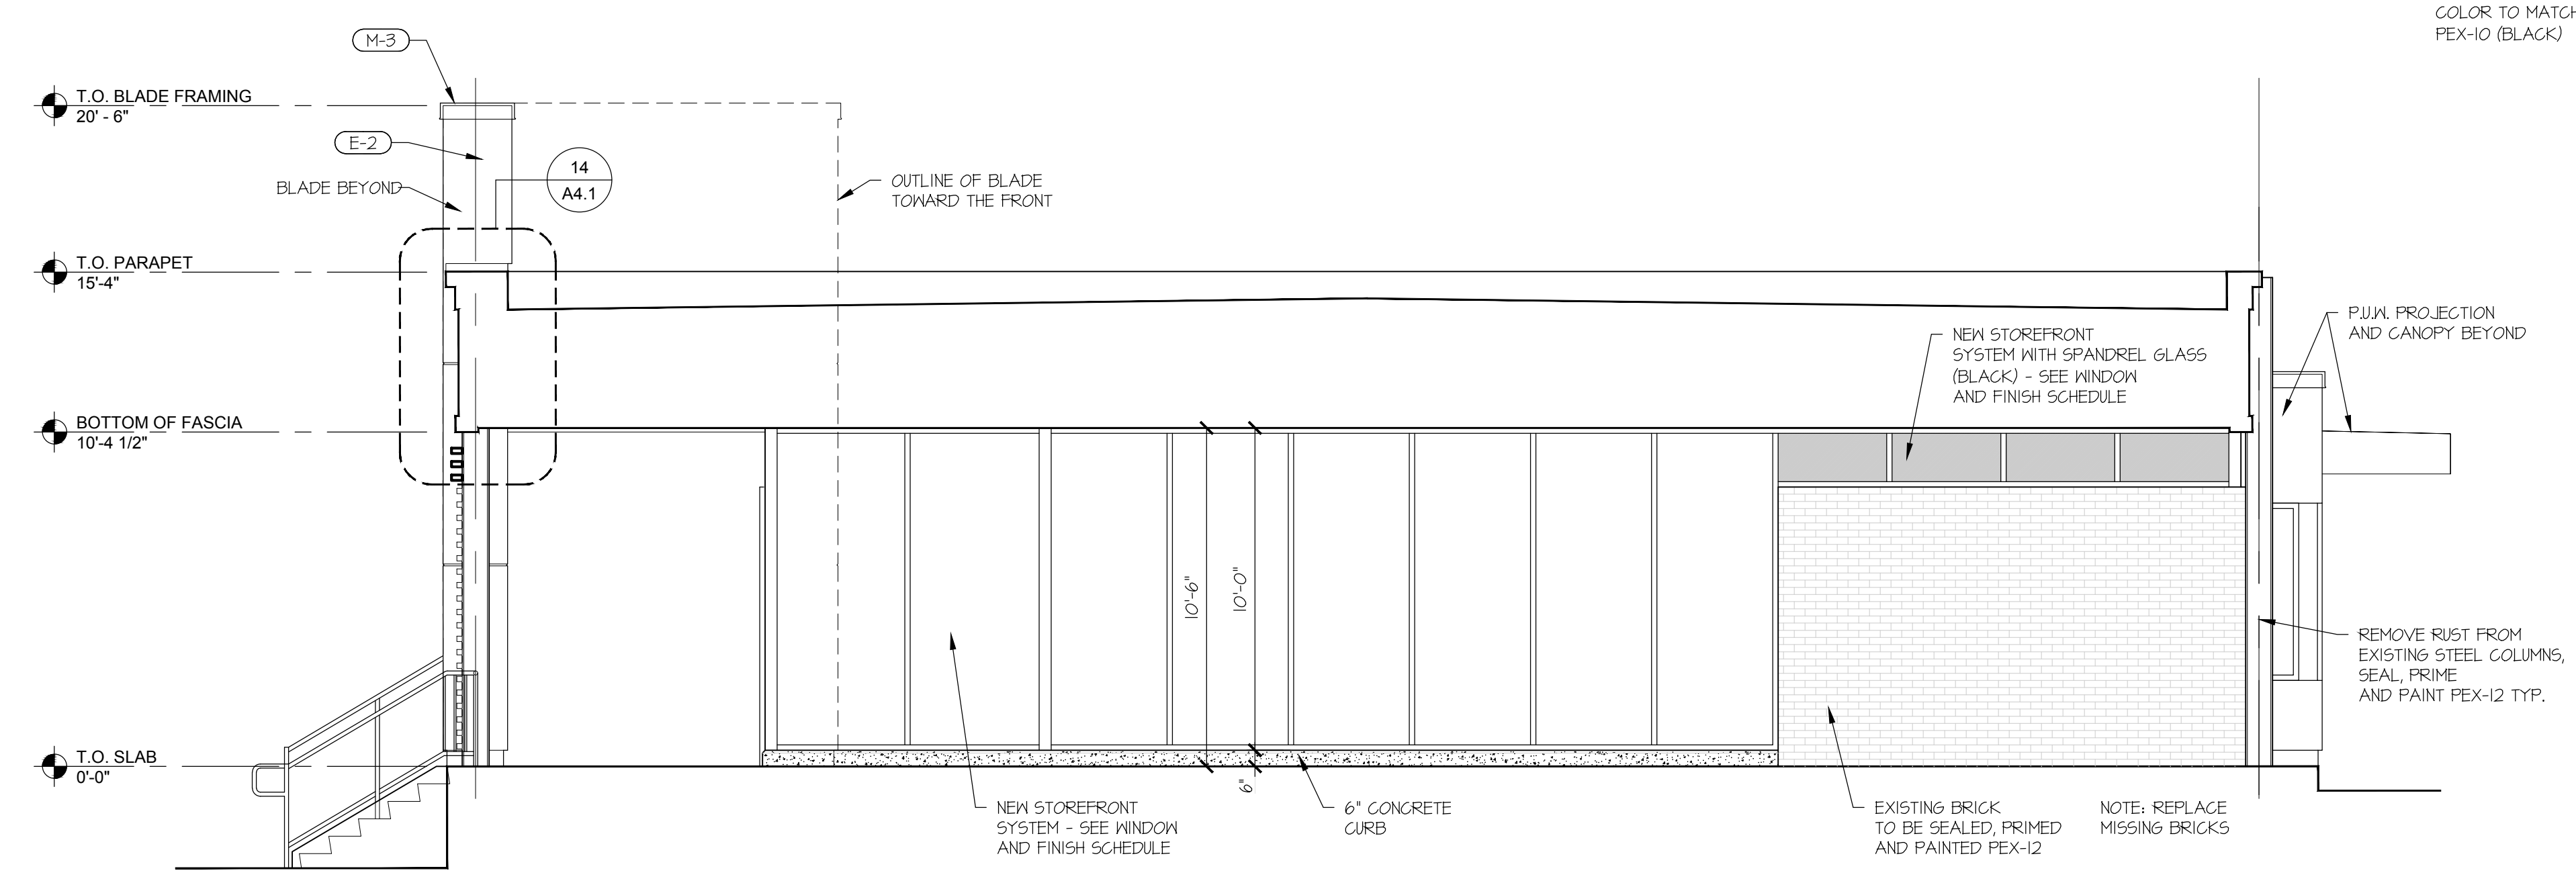 COLOR TO MATCH
PEX-10 (BLACK)
M-3
T.O. BLADE FRAMING
20' - 6"
E-2
BLADE BEYOND
14
A4.1
OUTLINE OF BLADE
TOWARD THE FRONT
T.O. PARAPET
15'-4"
P.U.W. PROJECTION
AND CANOPY BEYOND
NEW STOREFRONT
SYSTEM WITH SPANDREL GLASS
(BLACK) - SEE WINDOW
AND FINISH SCHEDULE
BOTTOM OF FASCIA
10'-4 1/2"
10'-6"
10'-0"
REMOVE RUST FROM
EXISTING STEEL COLUMNS,
SEAL, PRIME
AND PAINT PEX-12 TYP.
T.O. SLAB
0'-0"
6"
NEW STOREFRONT
SYSTEM - SEE WINDOW
AND FINISH SCHEDULE
6" CONCRETE
CURB
EXISTING BRICK
TO BE SEALED, PRIMED
AND PAINTED PEX-12
NOTE: REPLACE
MISSING BRICKS